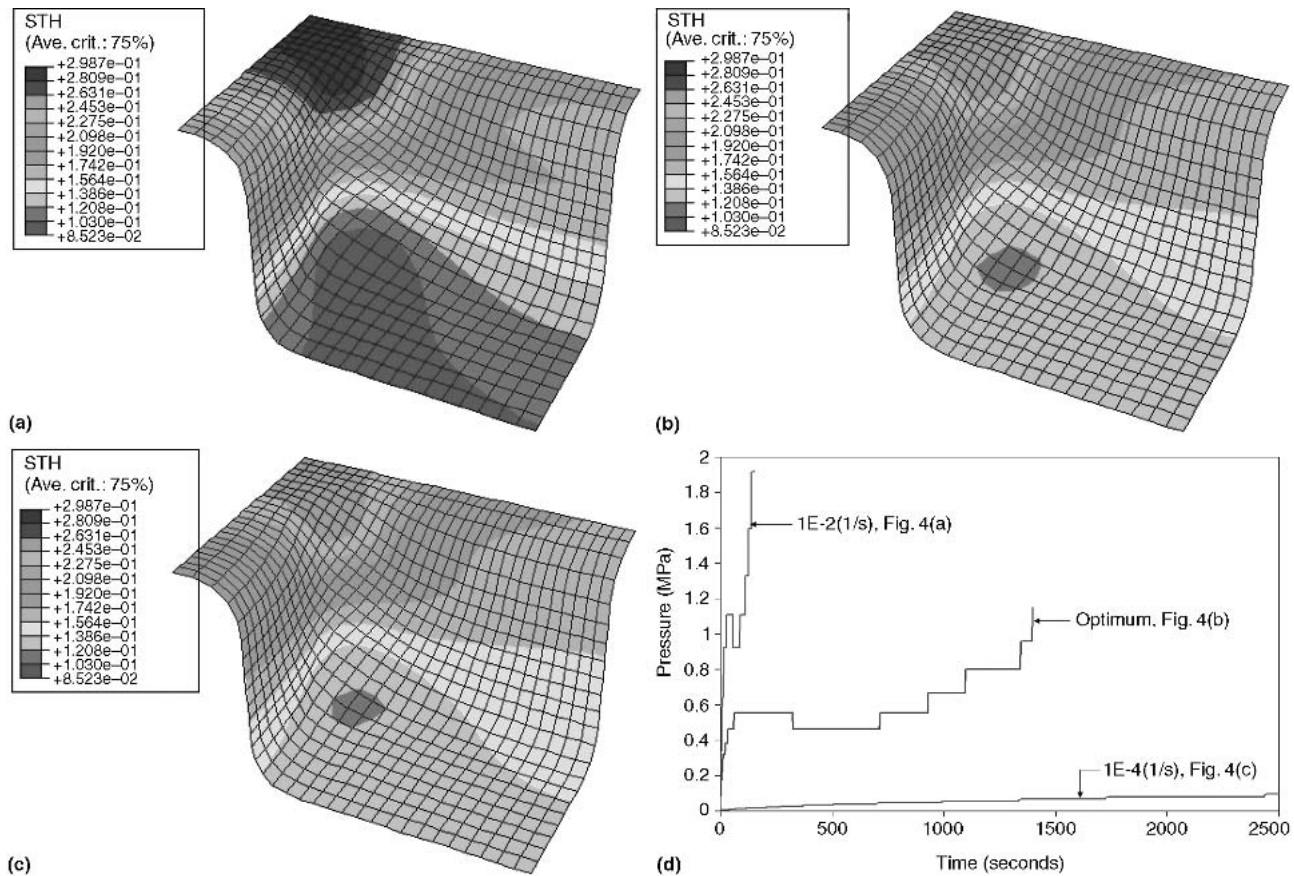 STH
(Ave. crit.: 75%)
+2.987e−01
+2.809e−01
+2.631e−01
+2.453e−01
+2.275e−01
+2.098e−01
+1.920e−01
+1.742e−01
+1.564e−01
+1.386e−01
+1.208e−01
+1.030e−01
+8.523e−02
(a)
STH
(Ave. crit.: 75%)
+2.987e−01
+2.809e−01
+2.631e−01
+2.453e−01
+2.275e−01
+2.098e−01
+1.920e−01
+1.742e−01
+1.564e−01
+1.386e−01
+1.208e−01
+1.030e−01
+8.523e−02
(b)
STH
(Ave. crit.: 75%)
+2.987e−01
+2.809e−01
+2.631e−01
+2.453e−01
+2.275e−01
+2.098e−01
+1.920e−01
+1.742e−01
+1.564e−01
+1.386e−01
+1.208e−01
+1.030e−01
+8.523e−02
(c)
Pressure (MPa)
2
1.8
1.6
1.4
1.2
1
0.8
0.6
0.4
0.2
0
1E-2(1/s), Fig. 4(a)
Optimum, Fig. 4(b)
1E-4(1/s), Fig. 4(c)
0 500 1000 1500 2000 2500
Time (seconds)
(d)